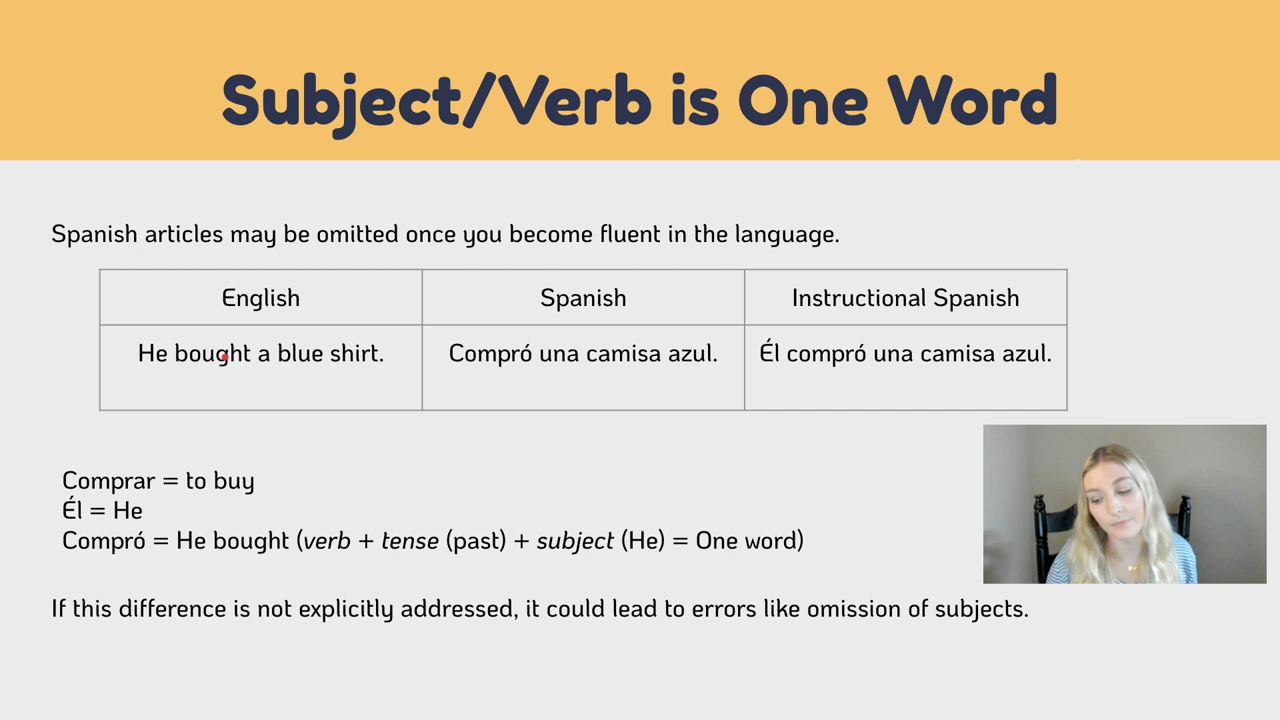 Subject/Verb is One Word
Spanish articles may be omitted once you become fluent in the language.
English
Spanish
Instructional Spanish
He bought a blue shirt.
Compró una camisa azul.
Él compró una camisa azul.
Comprar = to buy
Él = He
Compró = He bought (verb + tense (past) + subject (He) = One word)
If this difference is not explicitly addressed, it could lead to errors like omission of subjects.